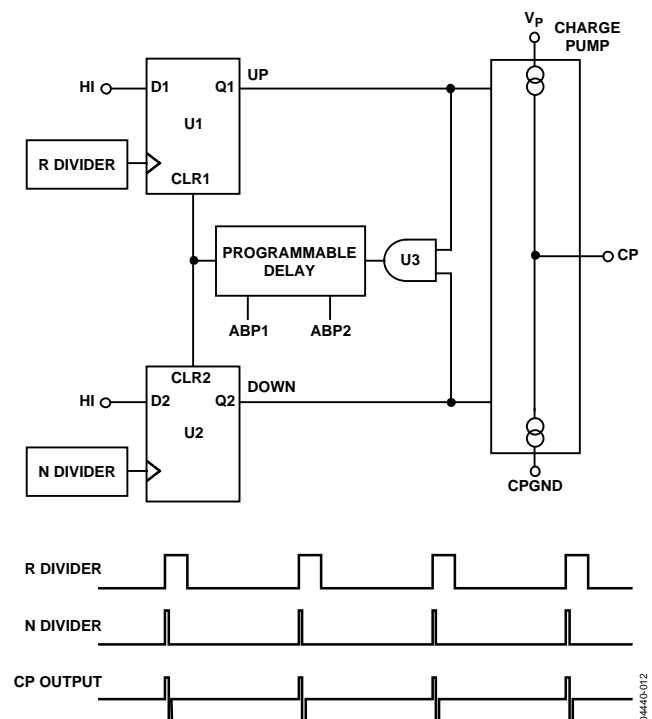 VP
CHARGE
PUMP
UP
HI
D1
Q1
U1
R DIVIDER
CLR1
PROGRAMMABLE
DELAY
U3
CP
ABP1
ABP2
CLR2
DOWN
HI
D2
Q2
U2
N DIVIDER
CPGND
R DIVIDER
N DIVIDER
CP OUTPUT
04440-012